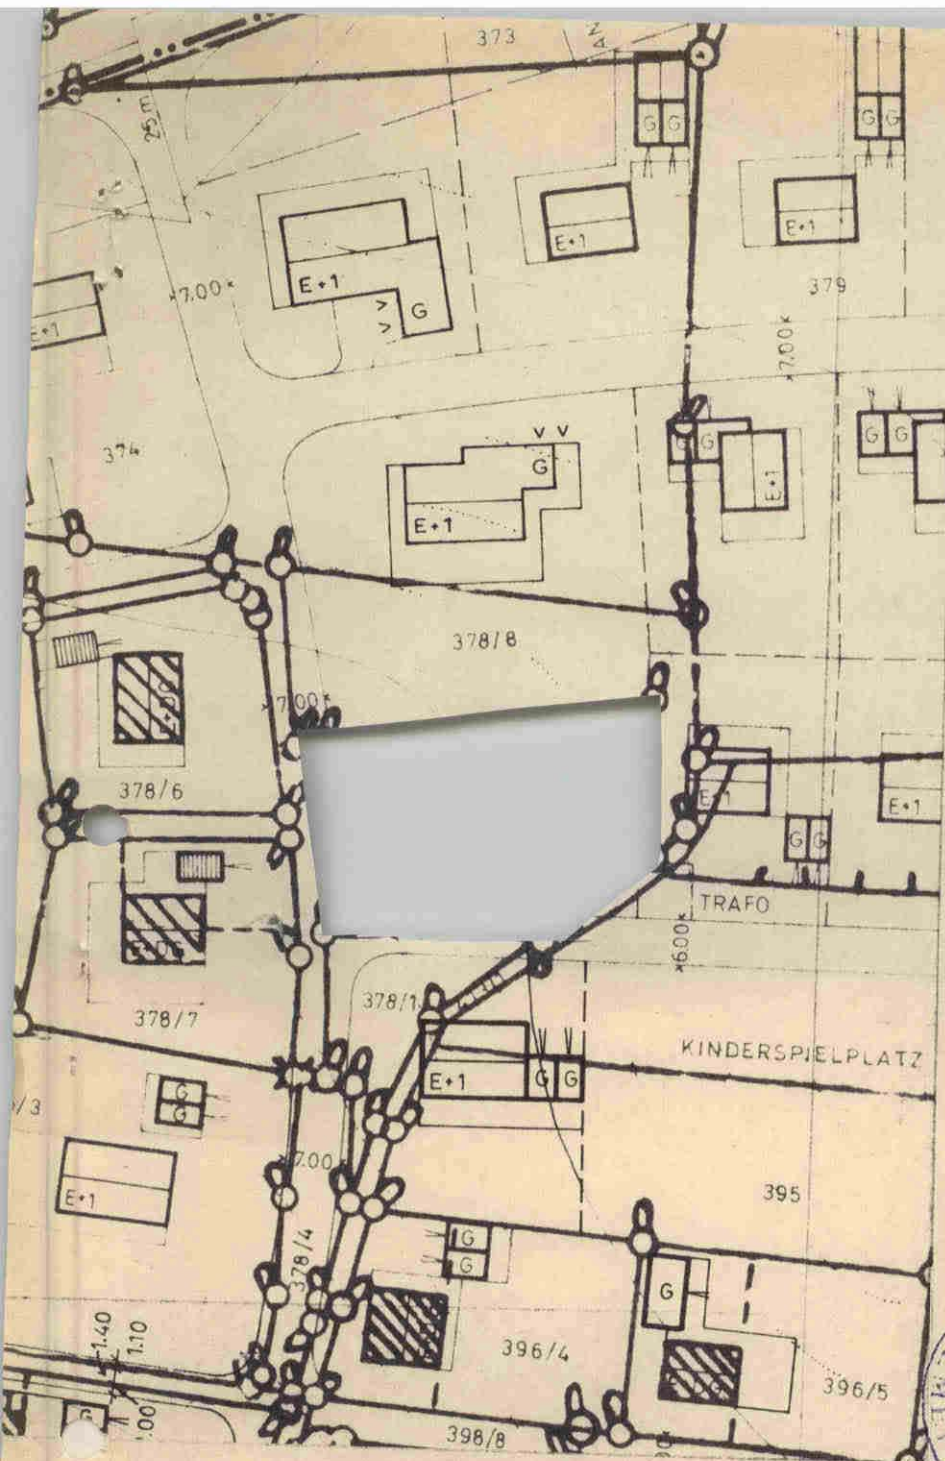 373
25m
G G
G G
E+1
E+1
E+1
G
E+1
7.00
379
7.00
374
G G
G G
G
E+1
E+1
378/8
7.00
378/6
E+1
E+1
G G
TRAFO
6.00
378/1
378/7
KINDERSPIELPLATZ
E+1
G G
G
G
/3
E+1
7.00
395
378/4
G
G
G
1.40
1.10
396/4
396/5
G
.00
398/8